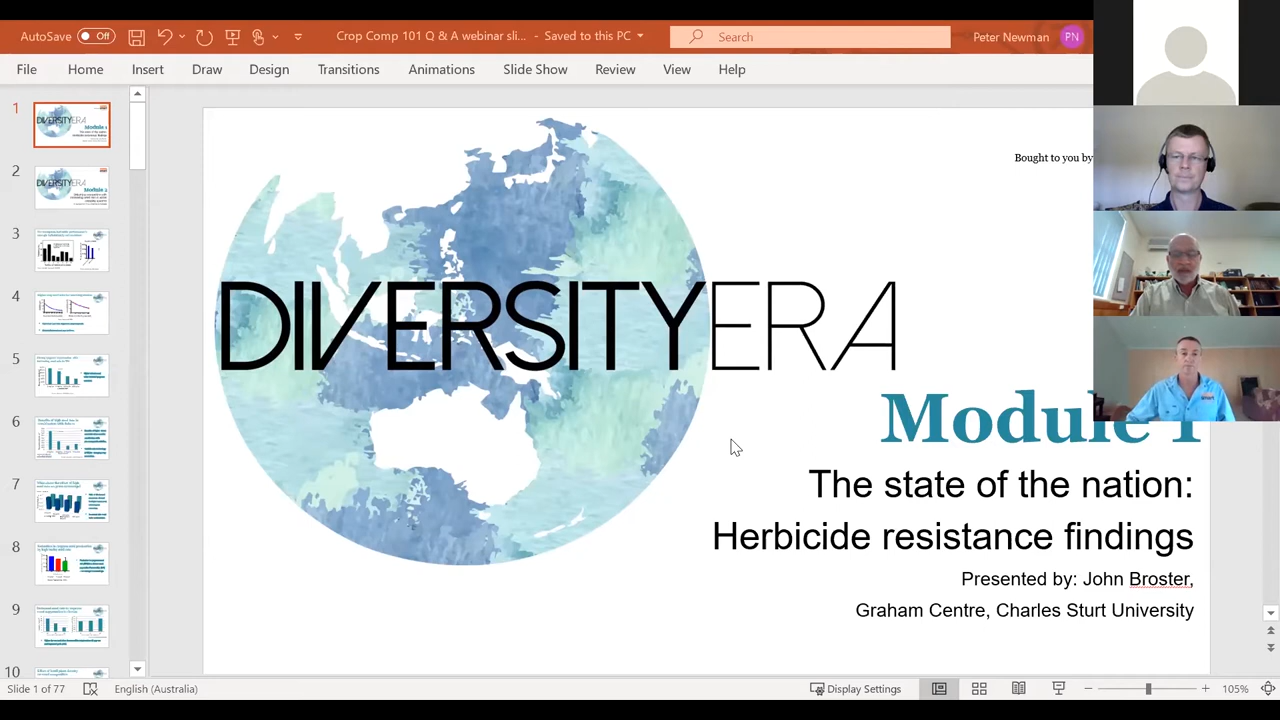 AutoSave Off
Crop Comp 101 Q & A webinar sli... - Saved to this PC
Search
Peter Newman PN
File Home Insert Draw Design Transitions Animations Slide Show Review View Help
1
2
3
4
5
6
7
8
9
10
Bought to you by
DIVERSITYERA
Module 1
The state of the nation:
Herbicide resistance findings
Presented by: John Broster,
Graham Centre, Charles Sturt University
Slide 1 of 77 English (Australia) Display Settings 105%